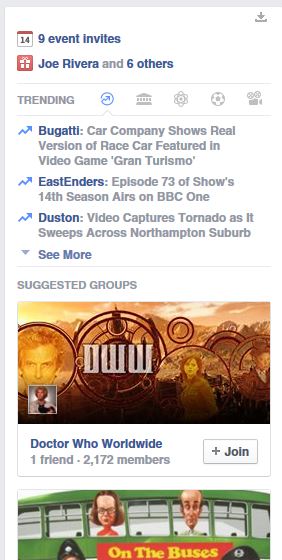 14 9 event invites
Joe Rivera and 6 others
TRENDING
Bugatti: Car Company Shows Real
Version of Race Car Featured in
Video Game 'Gran Turismo'
EastEnders: Episode 73 of Show's
14th Season Airs on BBC One
Duston: Video Captures Tornado as It
Sweeps Across Northampton Suburb
See More
SUGGESTED GROUPS
DWW
Doctor Who Worldwide
1 friend · 2,172 members
+ Join
On The Buses